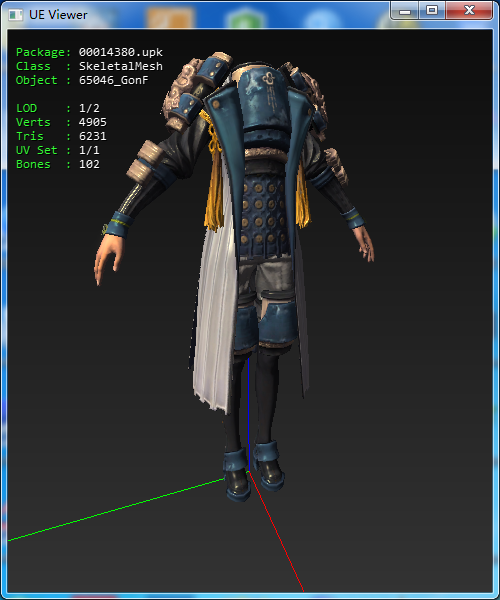 UE Viewer
Package: 00014380.upk
Class : SkeletalMesh
Object : 65046_GonF
LOD : 1/2
Verts : 4905
Tris : 6231
UV Set : 1/1
Bones : 102